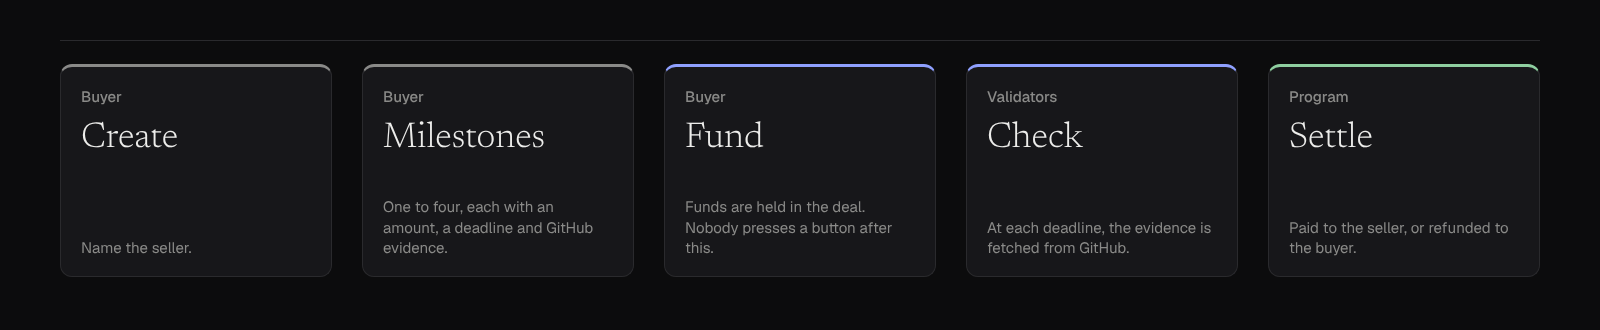 Buyer
Create
Name the seller.
Buyer
Milestones
One to four, each with an
amount, a deadline and GitHub
evidence.
Buyer
Fund
Funds are held in the deal.
Nobody presses a button after
this.
Validators
Check
At each deadline, the evidence is
fetched from GitHub.
Program
Settle
Paid to the seller, or refunded to
the buyer.